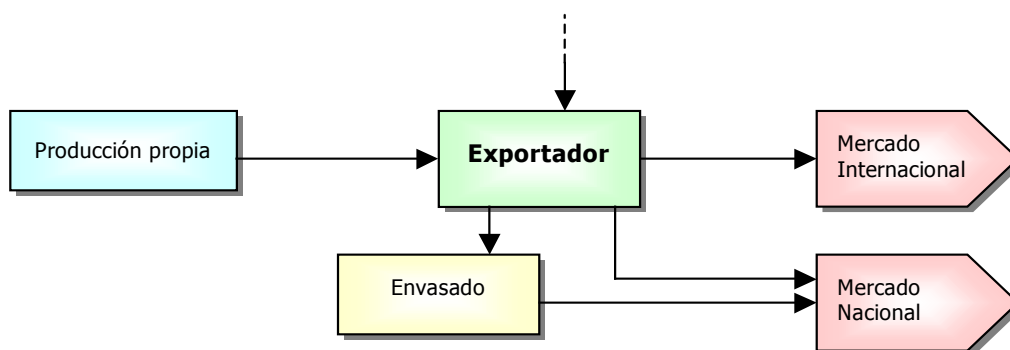 Producción propia
Exportador
Mercado
Internacional
Envasado
Mercado
Nacional